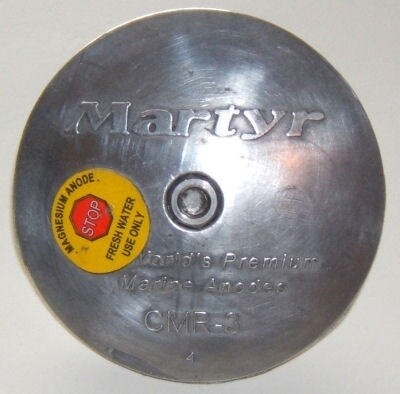 Martyr
MAGNESIUM ANODE
STOP
FRESH WATER
USE ONLY
World's Premium
Marine Anodes
CMR-3
4